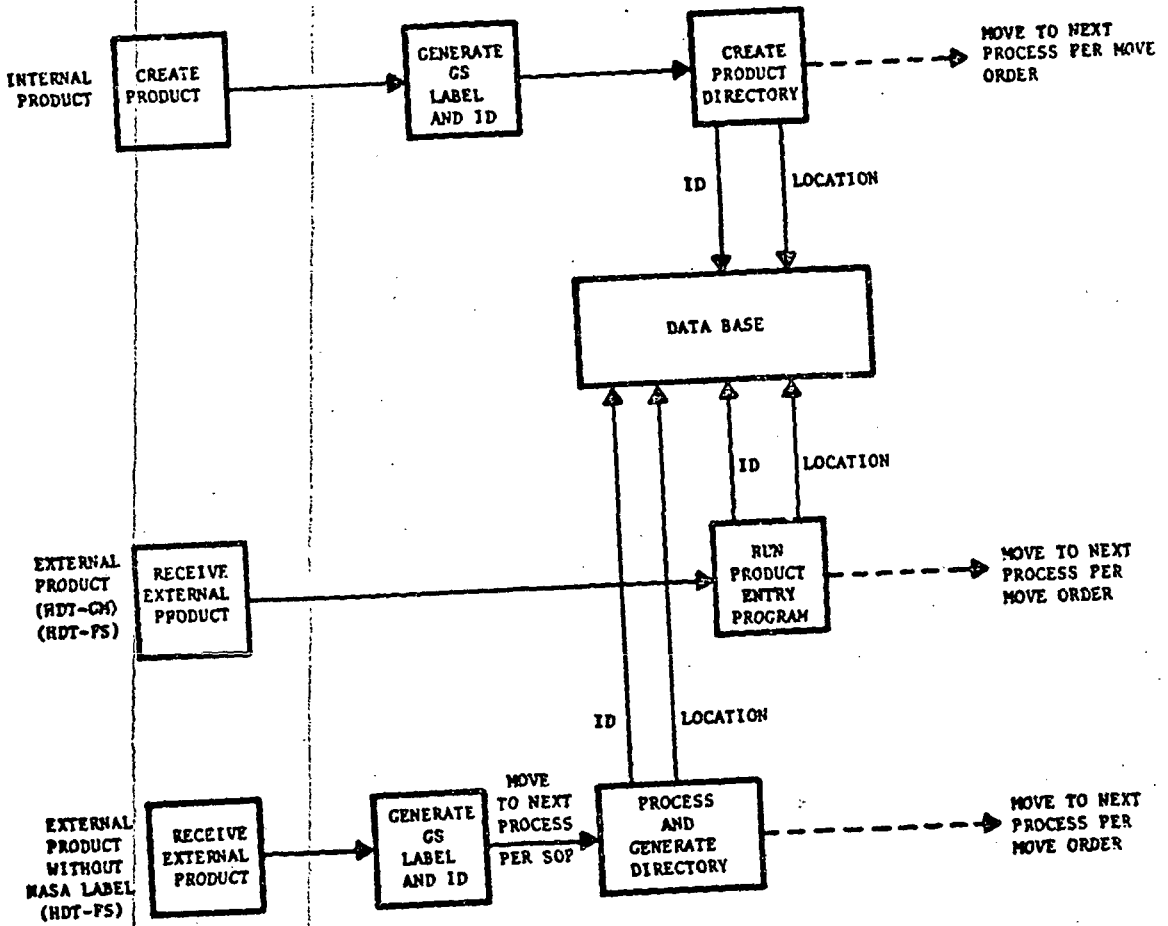 INTERNAL
PRODUCT
CREATE
PRODUCT
GENERATE
GS
LABEL
AND ID
CREATE
PRODUCT
DIRECTORY
MOVE TO NEXT
PROCESS PER MOVE
ORDER
ID
LOCATION
DATA BASE
ID
LOCATION
EXTERNAL
PRODUCT
(HDT-GM)
(HDT-FS)
RECEIVE
EXTERNAL
PRODUCT
RUN
PRODUCT
ENTRY
PROGRAM
MOVE TO NEXT
PROCESS PER
MOVE ORDER
ID
LOCATION
EXTERNAL
PRODUCT
WITHOUT
NASA LABEL
(HDT-FS)
RECEIVE
EXTERNAL
PRODUCT
GENERATE
GS
LABEL
AND ID
MOVE
TO NEXT
PROCESS
PER SOP
PROCESS
AND
GENERATE
DIRECTORY
MOVE TO NEXT
PROCESS PER
MOVE ORDER